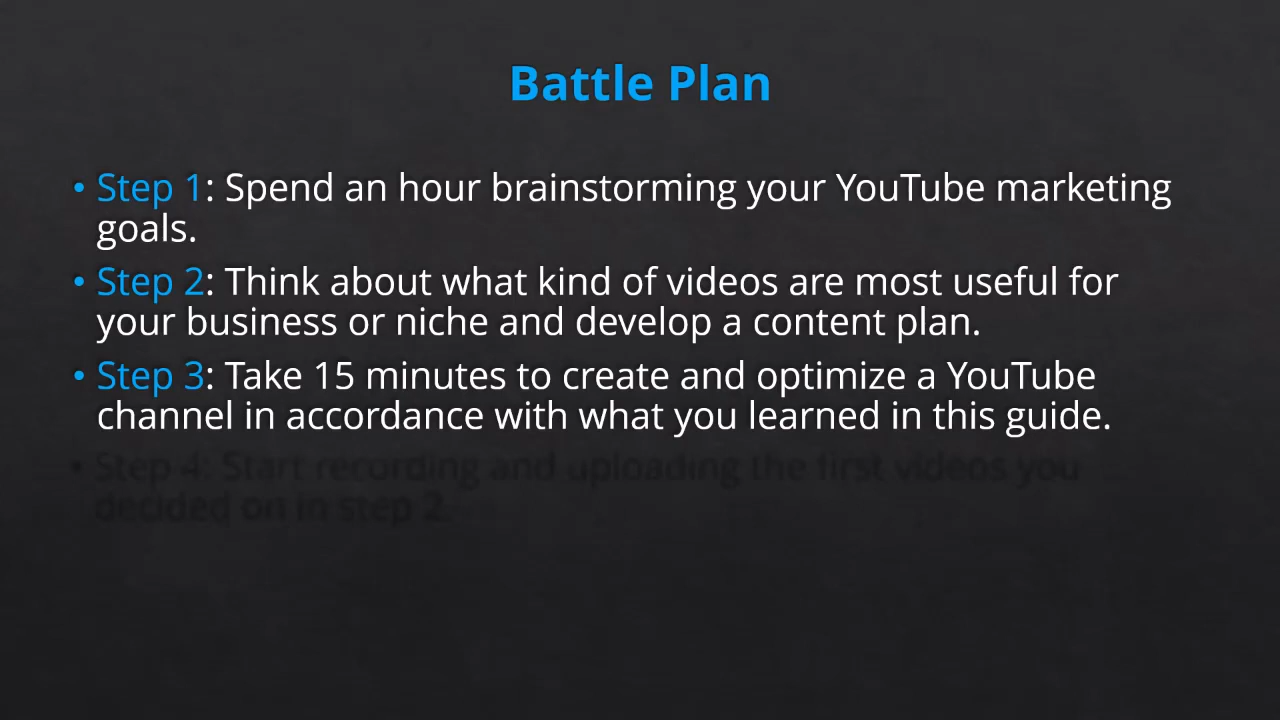 Battle Plan
• Step 1: Spend an hour brainstorming your YouTube marketing
goals.
• Step 2: Think about what kind of videos are most useful for
your business or niche and develop a content plan.
• Step 3: Take 15 minutes to create and optimize a YouTube
channel in accordance with what you learned in this guide.
• Step 4: Start recording and uploading the first videos you
decided on in step 2.